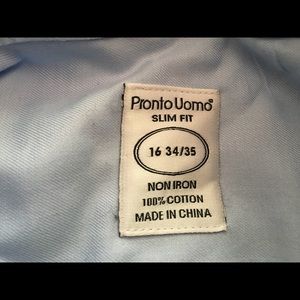 Pronto Uomo®
SLIM FIT
16 34/35
NON IRON
100% COTTON
MADE IN CHINA